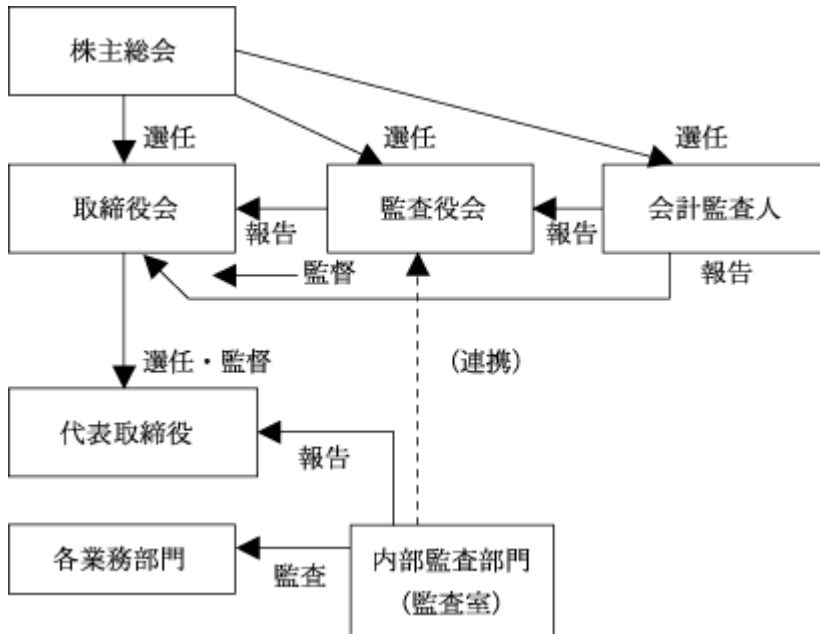 株主総会
選任
選任
選任
取締役会
監査役会
会計監査人
報告
報告
監督
報告
選任・監督
(連携)
代表取締役
報告
各業務部門
監査
内部監査部門
(監査室)